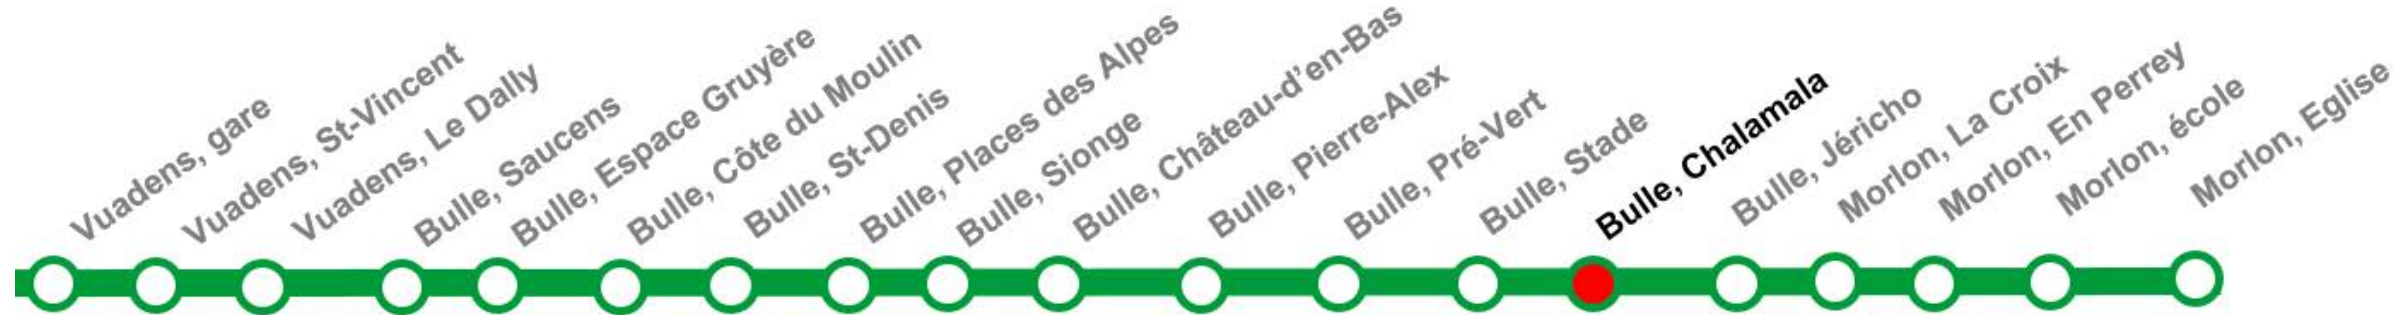 Vuadens, gare
Vuadens, St-Vincent
Vuadens, Le Dally
Bulle, Saucens
Bulle, Espace Gruyère
Bulle, Côte du Moulin
Bulle, St-Denis
Bulle, Places des Alpes
Bulle, Sionge
Bulle, Château-d’en-Bas
Bulle, Pierre-Alex
Bulle, Pré-Vert
Bulle, Stade
Bulle, Chalamala
Bulle, Jéricho
Morlon, La Croix
Morlon, En Perrey
Morlon, école
Morlon, Eglise